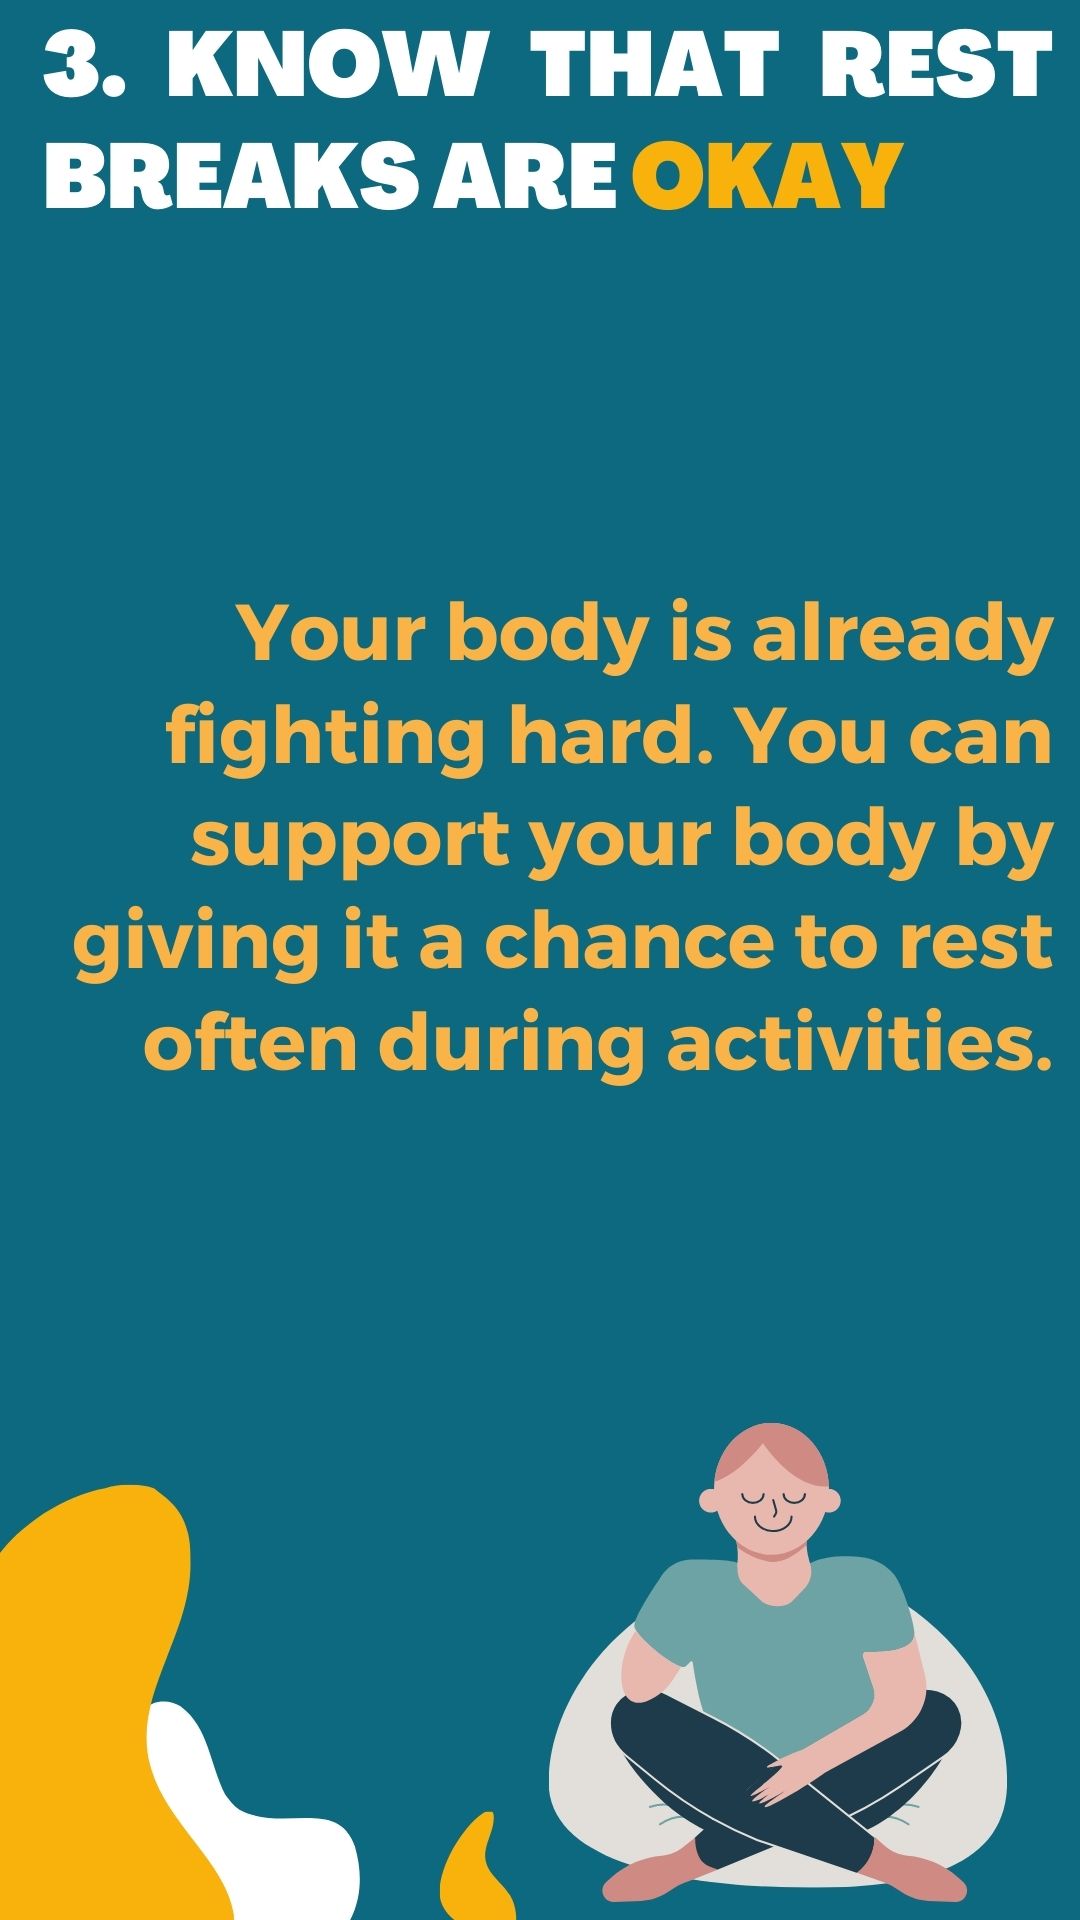 3. KNOW THAT REST
BREAKS ARE OKAY
Your body is already
fighting hard. You can
support your body by
giving it a chance to rest
often during activities.